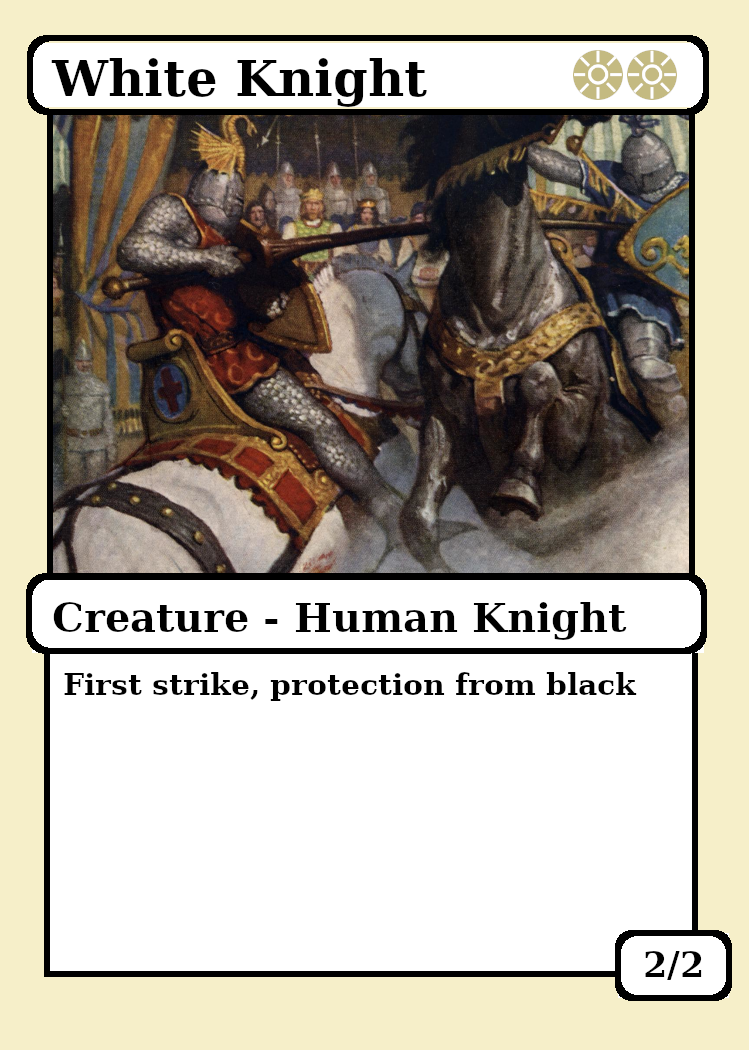 White Knight
Creature - Human Knight
First strike, protection from black
2/2